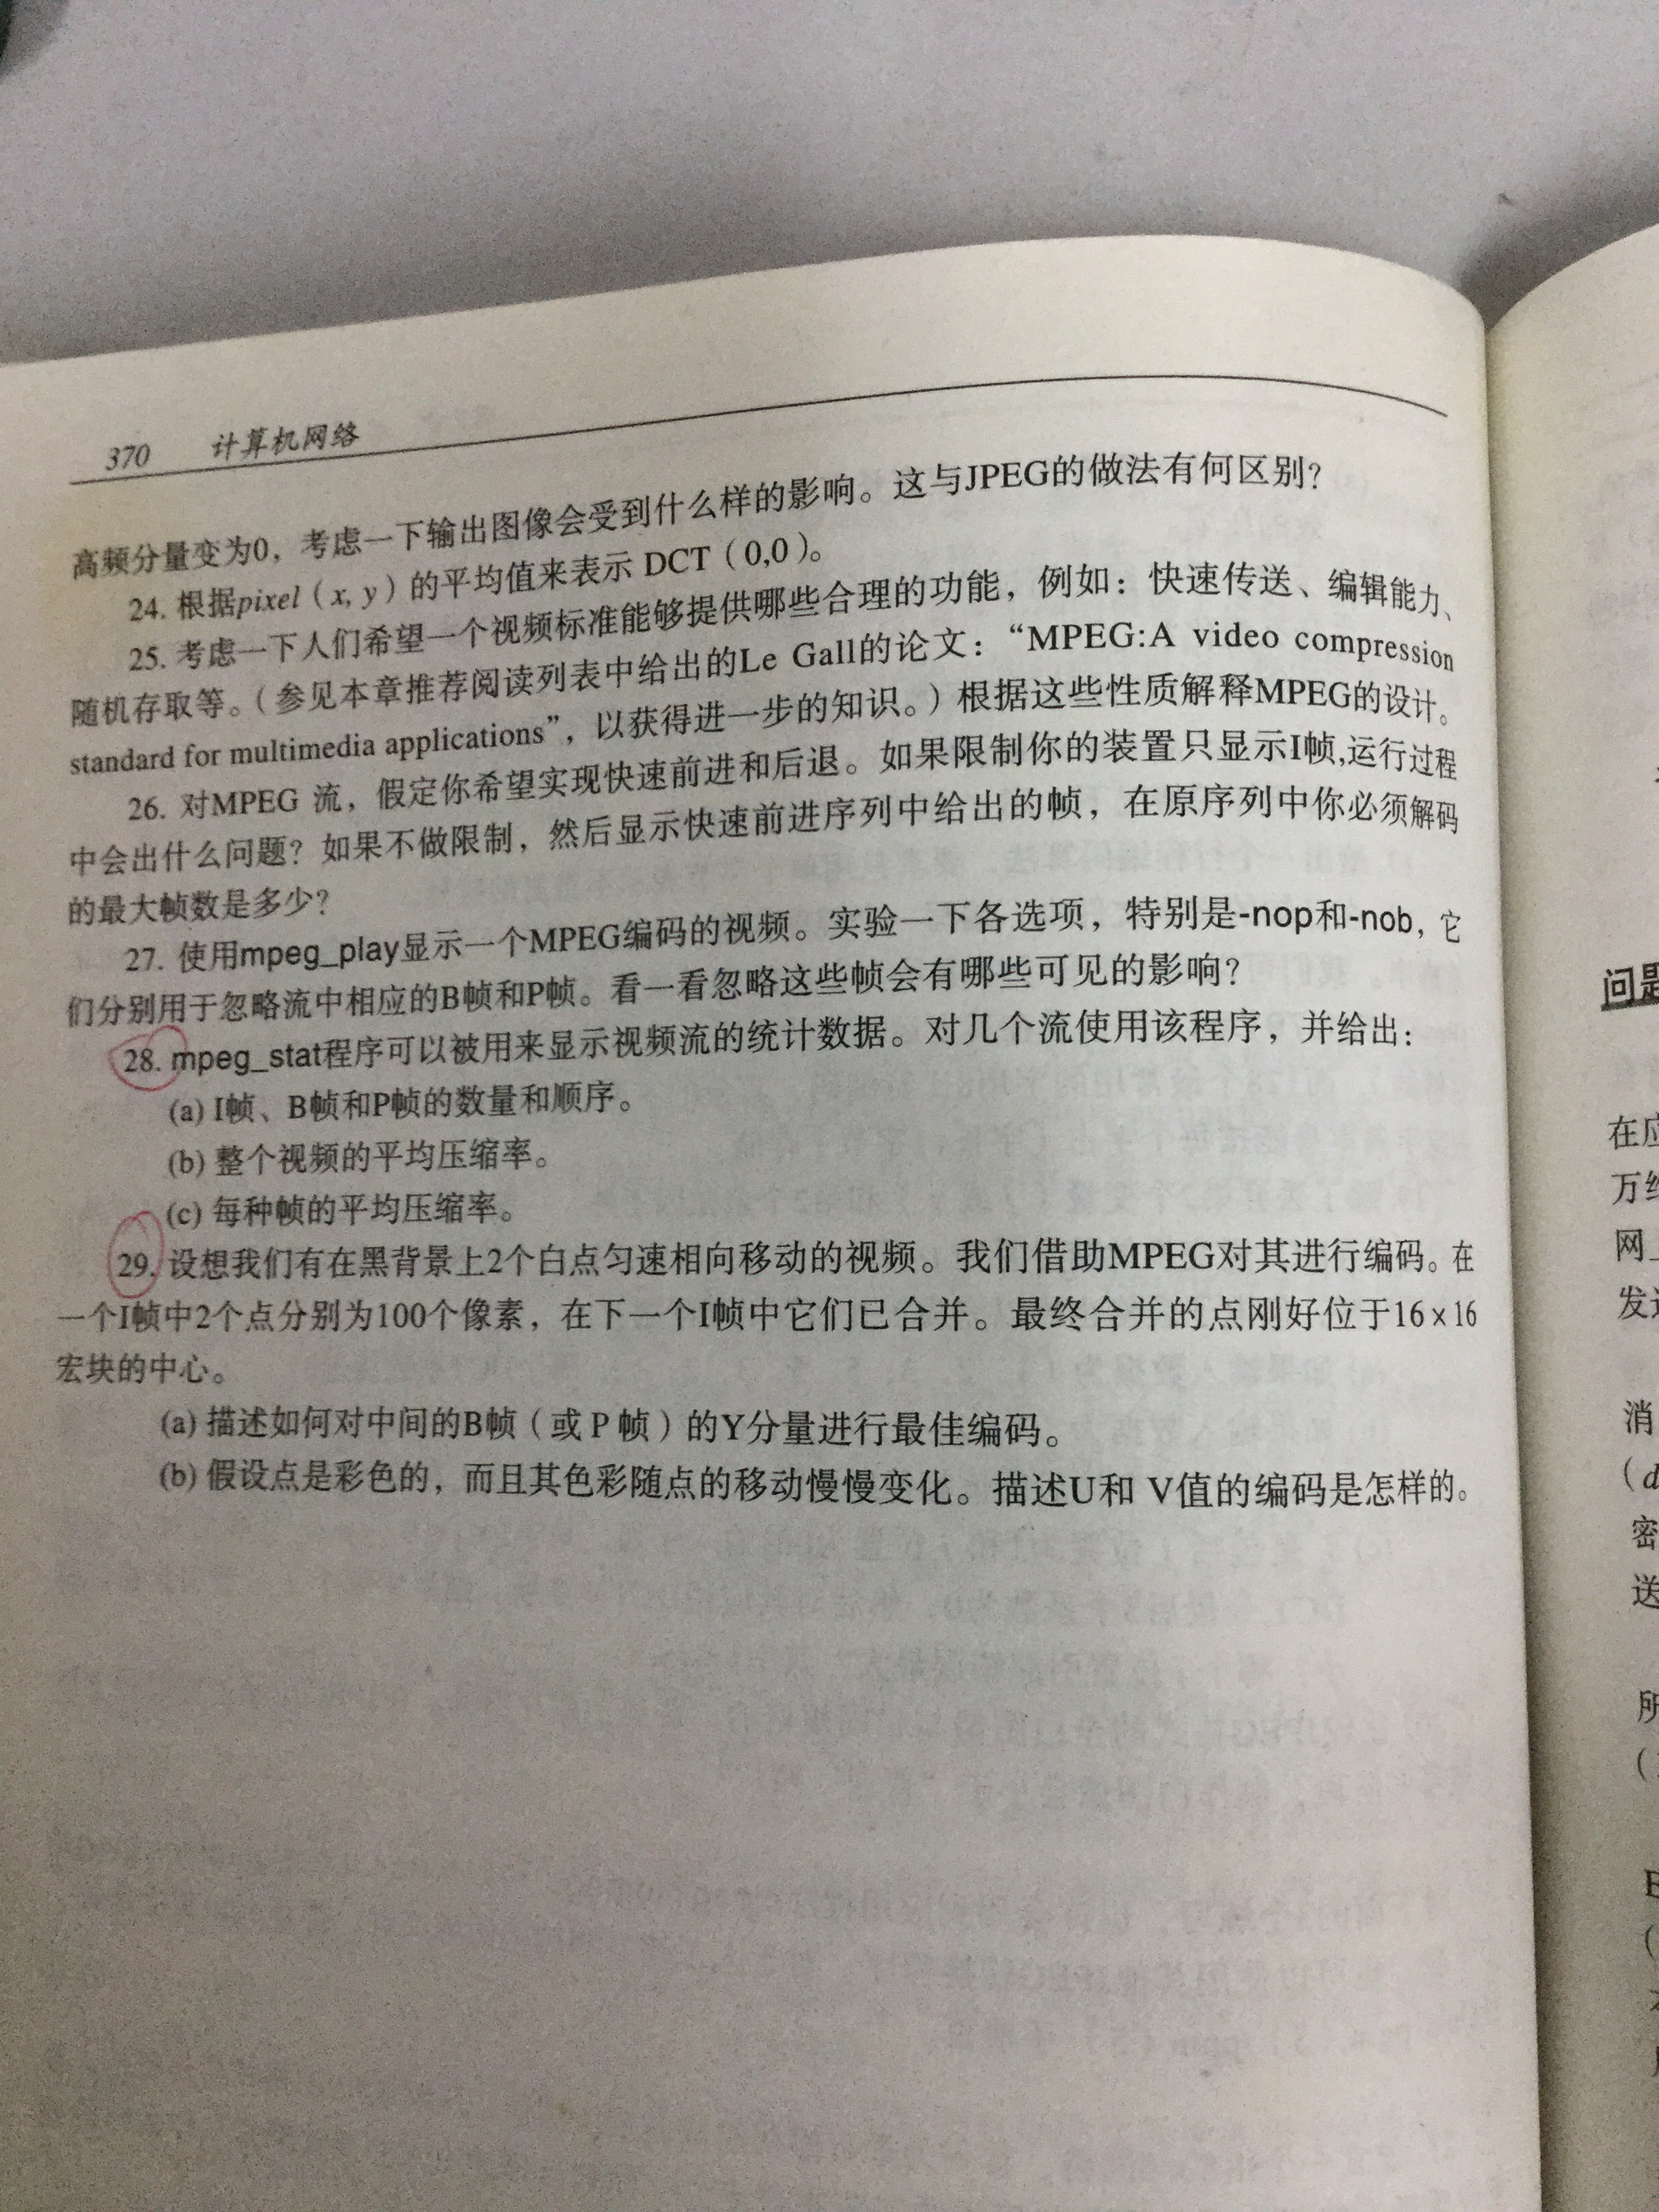 370 计算机网络
高频分量变为0，考虑一下输出图像会受到什么样的影响。这与JPEG的做法有何区别？
24. 根据pixel（x, y）的平均值来表示 DCT（0,0）。
25. 考虑一下人们希望一个视频标准能够提供哪些合理的功能，例如：快速传送、编辑能力、
随机存取等。（参见本章推荐阅读列表中给出的Le Gall的论文：“MPEG:A video compression
standard for multimedia applications”，以获得进一步的知识。）根据这些性质解释MPEG的设计。
26. 对MPEG 流，假定你希望实现快速前进和后退。如果限制你的装置只显示I帧,运行过程
中会出什么问题？如果不做限制，然后显示快速前进序列中给出的帧，在原序列中你必须解码
的最大帧数是多少？
27. 使用mpeg_play显示一个MPEG编码的视频。实验一下各选项，特别是-nop和-nob，它
们分别用于忽略流中相应的B帧和P帧。看一看忽略这些帧会有哪些可见的影响？
28. mpeg_stat程序可以被用来显示视频流的统计数据。对几个流使用该程序，并给出：
(a) I帧、B帧和P帧的数量和顺序。
(b) 整个视频的平均压缩率。
(c) 每种帧的平均压缩率。
29. 设想我们有在黑背景上2个白点匀速相向移动的视频。我们借助MPEG对其进行编码。在
一个I帧中2个点分别为100个像素，在下一个I帧中它们已合并。最终合并的点刚好位于16×16
宏块的中心。
(a) 描述如何对中间的B帧（或 P 帧）的Y分量进行最佳编码。
(b) 假设点是彩色的，而且其色彩随点的移动慢慢变化。描述U和 V值的编码是怎样的。
问题
在应
网
发送
消
(d
密
送
所